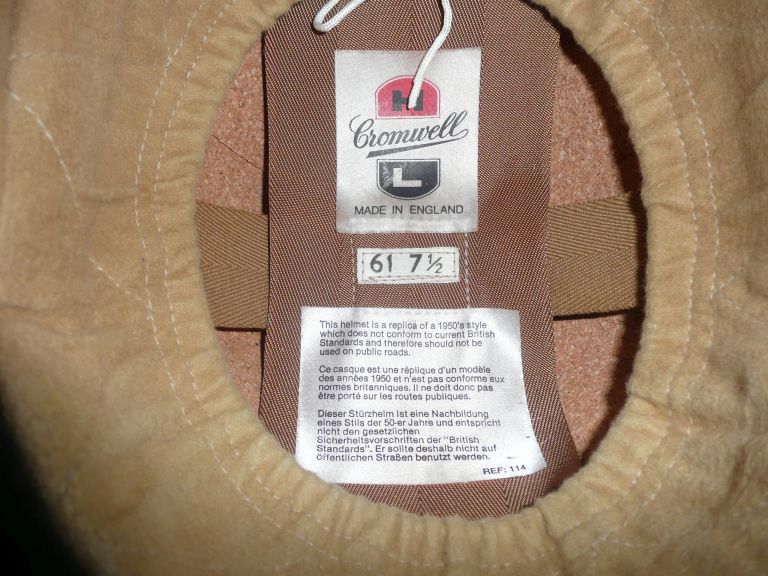 H
Cromwell
L
MADE IN ENGLAND
61 7½
This helmet is a replica of a 1950's style
which does not conform to current British
Standards and therefore should not be
used on public roads.
Ce casque est une réplique d'un modèle
des années 1950 et n'est pas conforme aux
normes britanniques. Il ne doit donc pas
être porté sur les routes publiques.
Dieser Stürzheim ist eine Nachbildung
eines Stils der 50-er Jahre und entspricht
nicht den gesetzlichen
Sicherheitsvorschriften der "British
Standards". Er sollte deshalb nicht auf
öffentlichen Straßen benutzt werden.
REF: 114